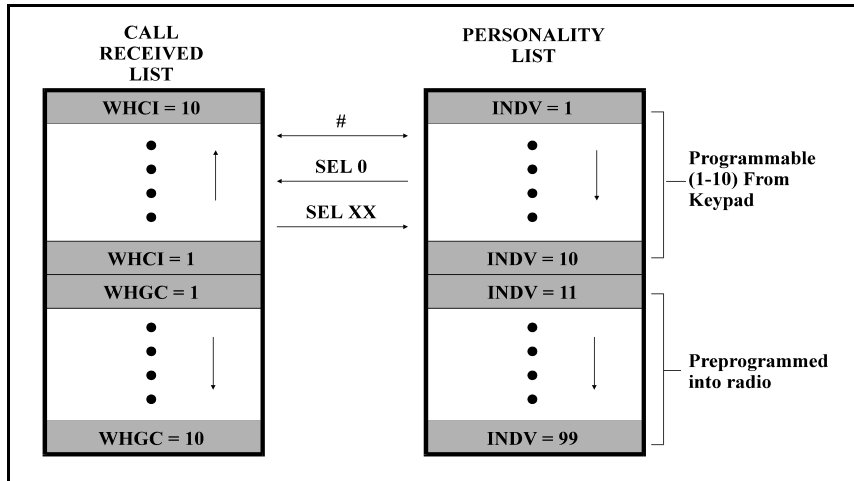 CALL
RECEIVED
LIST
PERSONALITY
LIST
WHCI = 10
INDV = 1
#
SEL 0
SEL XX
Programmable
(1-10) From
Keypad
WHCI = 1
INDV = 10
WHGC = 1
INDV = 11
Preprogrammed
into radio
WHGC = 10
INDV = 99